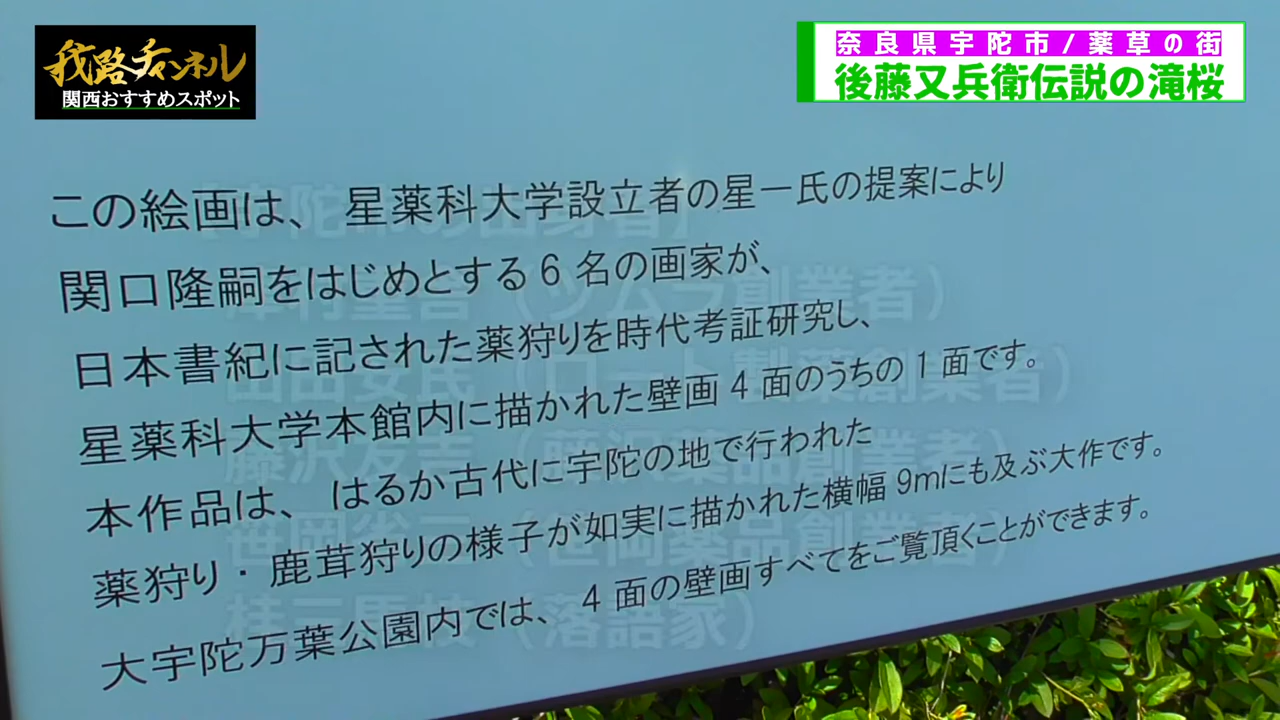 我路チャンネル
関西おすすめスポット
奈良県宇陀市/薬草の街
後藤又兵衛伝説の滝桜
この絵画は、星薬科大学設立者の星一氏の提案により
関口隆嗣をはじめとする6名の画家が、
日本書紀に記された薬狩りを時代考証研究し、
星薬科大学本館内に描かれた壁画4面のうちの1面です。
本作品は、はるか古代に宇陀の地で行われた
薬狩り・鹿茸狩りの様子が如実に描かれた横幅9mにも及ぶ大作です。
大宇陀万葉公園内では、4面の壁画すべてをご覧頂くことができます。